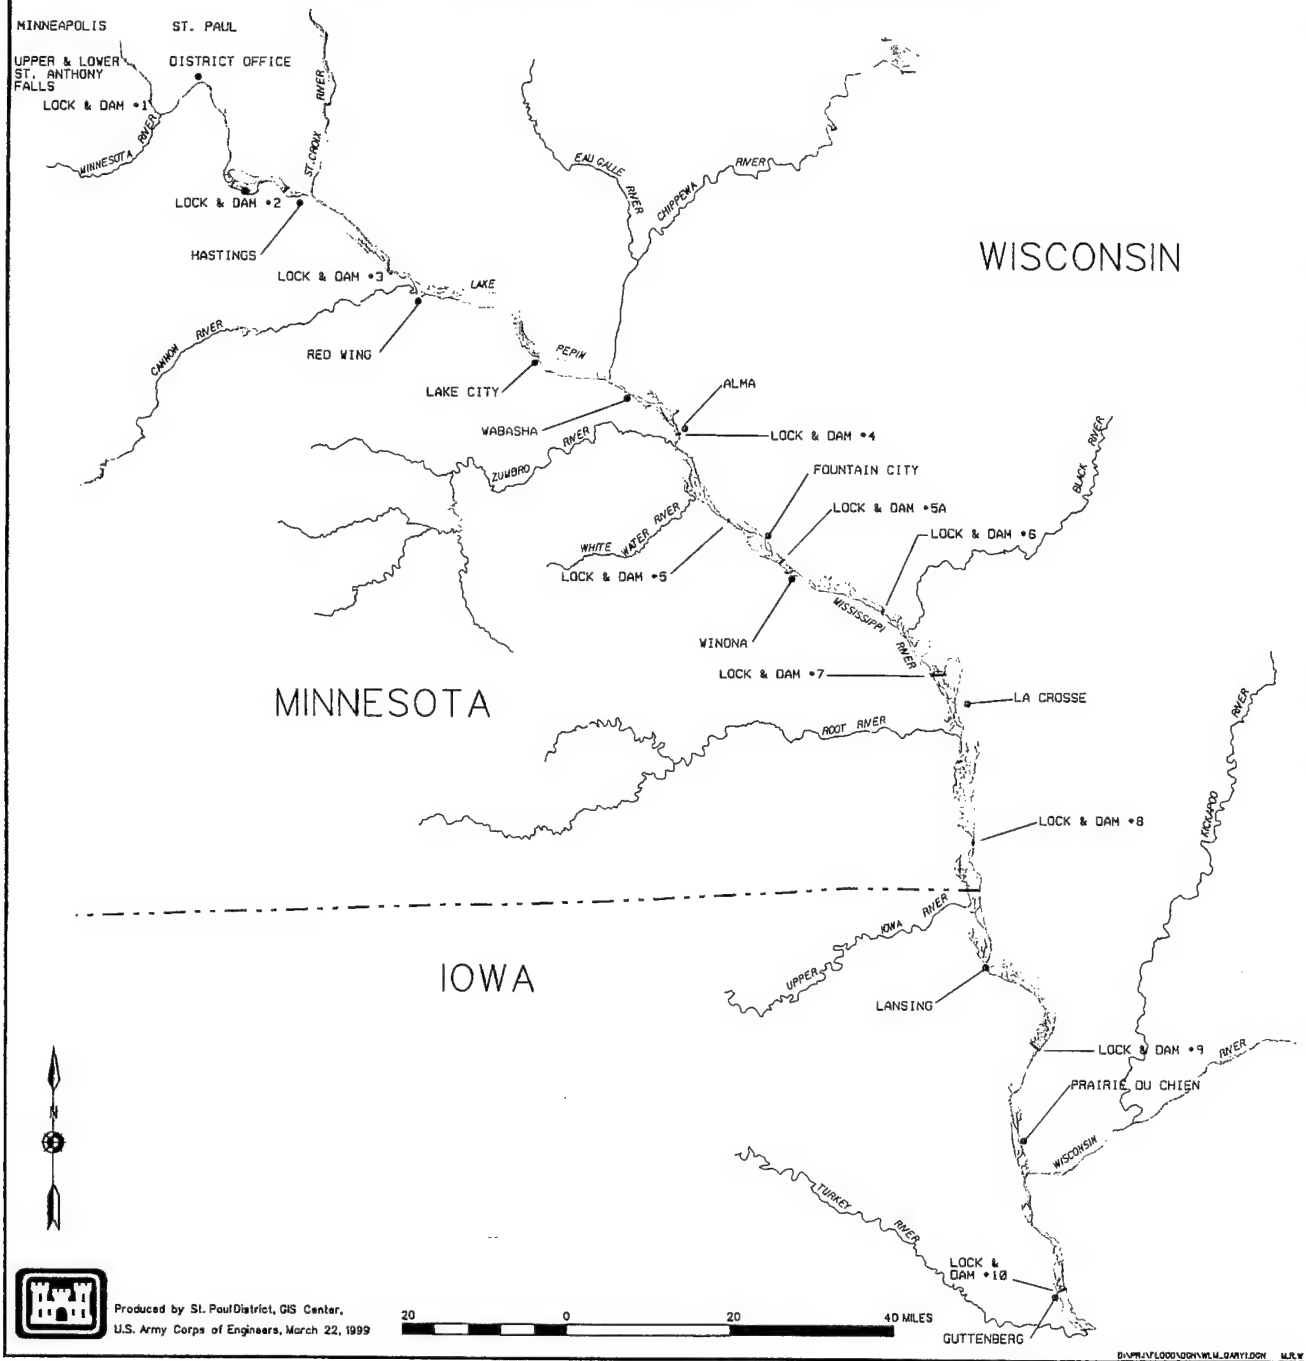 MINNEAPOLIS
ST. PAUL
UPPER & LOWER
ST. ANTHONY
FALLS
DISTRICT OFFICE
LOCK & DAM •1
MINNESOTA RIVER
ST. CROIX RIVER
LOCK & DAM •2
HASTINGS
LOCK & DAM •3
EAU GALLE RIVER
CHIPPEWA RIVER
WISCONSIN
LAKE
CANNON RIVER
RED WING
PEPIN
LAKE CITY
ALMA
WABASHA
LOCK & DAM •4
ZUMBRO RIVER
FOUNTAIN CITY
BLACK RIVER
LOCK & DAM •5A
WHITE WATER RIVER
LOCK & DAM •6
LOCK & DAM •5
MISSISSIPPI RIVER
WINONA
LOCK & DAM •7
MINNESOTA
LA CROSSE
ROOT RIVER
KICKAPOO RIVER
LOCK & DAM •8
UPPER IOWA RIVER
IOWA
LANSING
LOCK & DAM •9
PRAIRIE DU CHIEN
WISCONSIN RIVER
N
TURKEY RIVER
LOCK &
DAM •10
GUTTENBERG
Produced by St. Paul District, GIS Center,
U.S. Army Corps of Engineers, March 22, 1999
20 0 20 40 MILES